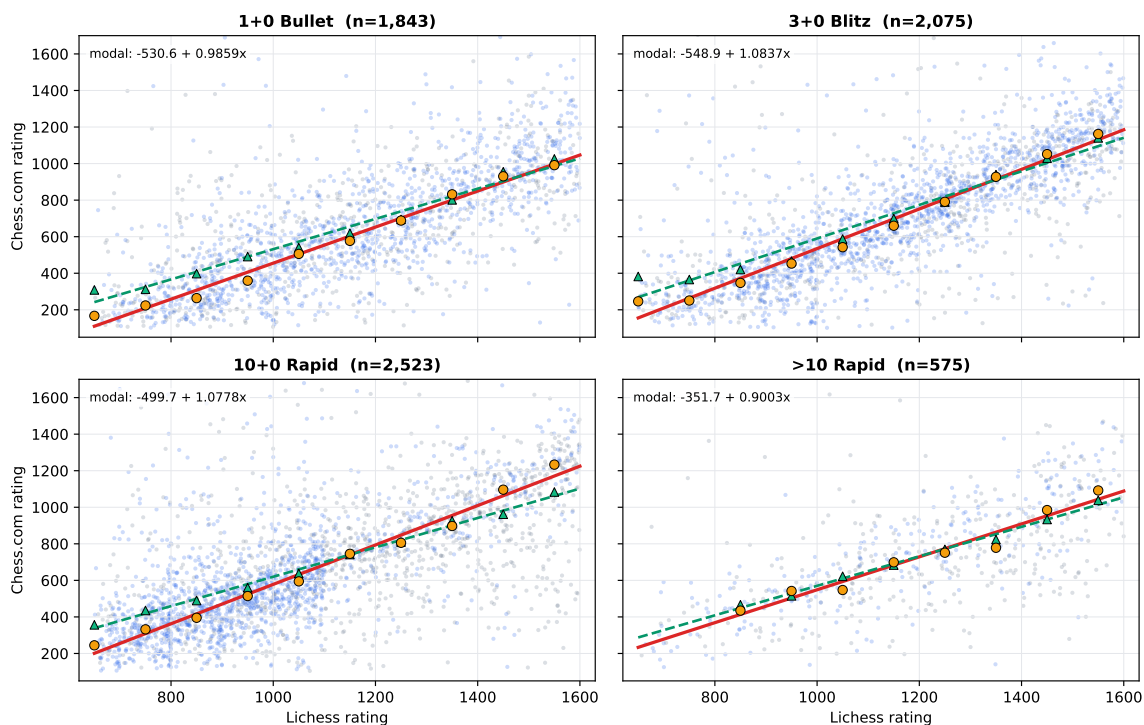 1+0 Bullet  (n=1,843)
3+0 Blitz  (n=2,075)
modal: -530.6 + 0.9859x
modal: -548.9 + 1.0837x
1600
1400
1200
1000
800
600
400
200
Chess.com rating
10+0 Rapid  (n=2,523)
>10 Rapid  (n=575)
modal: -499.7 + 1.0778x
modal: -351.7 + 0.9003x
1600
1400
1200
1000
800
600
400
200
Chess.com rating
800 1000 1200 1400 1600
800 1000 1200 1400 1600
Lichess rating
Lichess rating